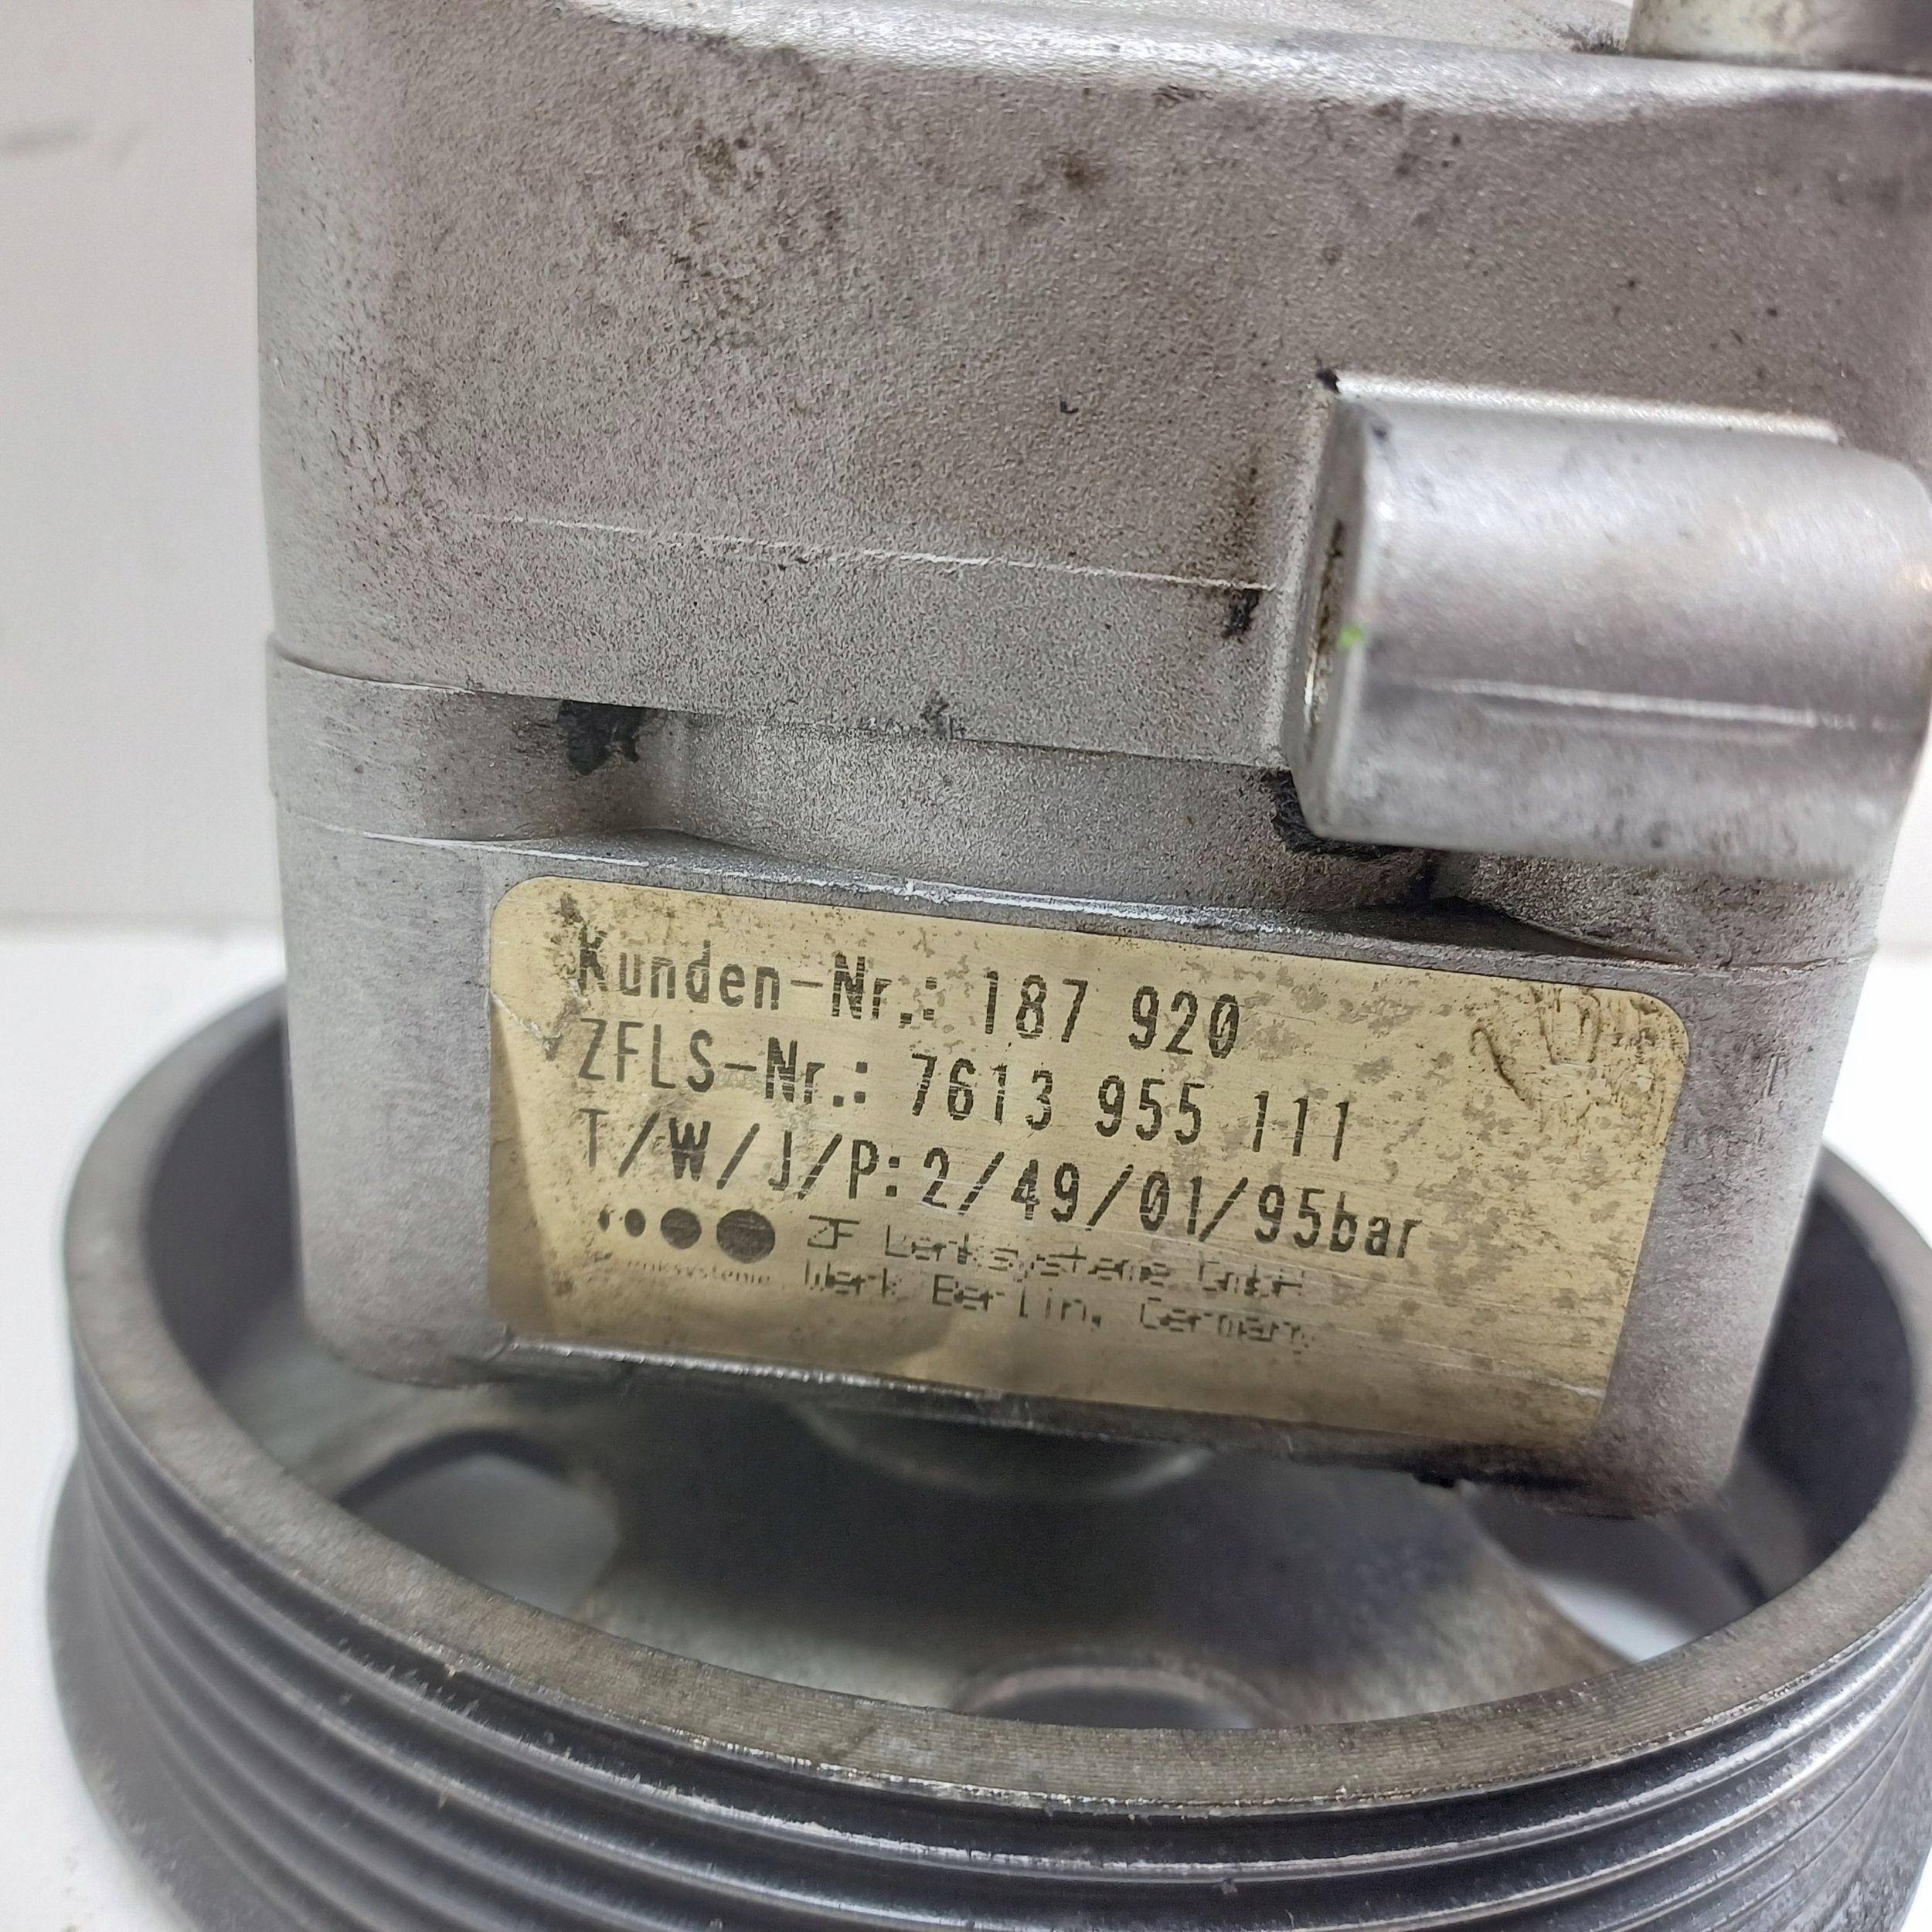 Kunden-Nr.: 187 920
ZFLS-Nr.: 7613 955 111
T/W/J/P: 2/49/01/95bar
ZF Lenksysteme GmbH
Lenksysteme Werk Berlin, Germany